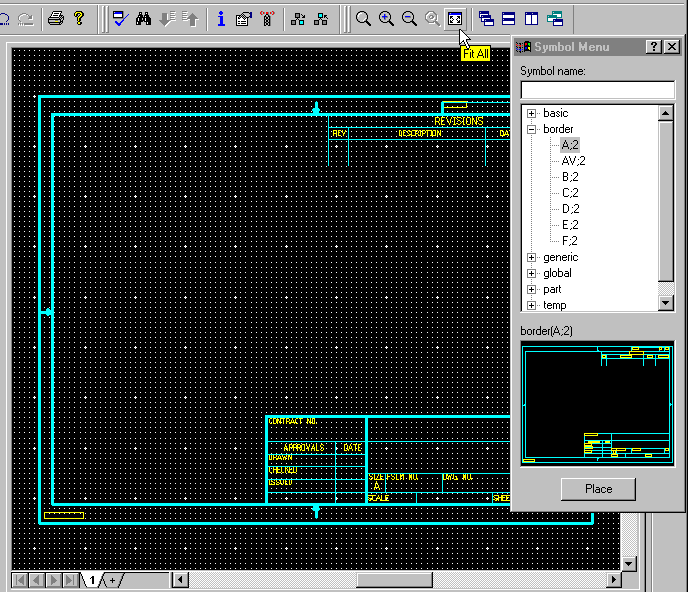 Fit All
Symbol Menu
Symbol name:
basic
border
A;2
AV;2
B;2
C;2
D;2
E;2
F;2
generic
global
part
temp
border(A;2)
Place
REVISIONS
REV DESCRIPTION DA
CONTRACT NO.
APPROVALS DATE
DRAWN
CHECKED
ISSUED
SIZE FSCM NO. DWG NO.
A
SCALE SHEE
1 +